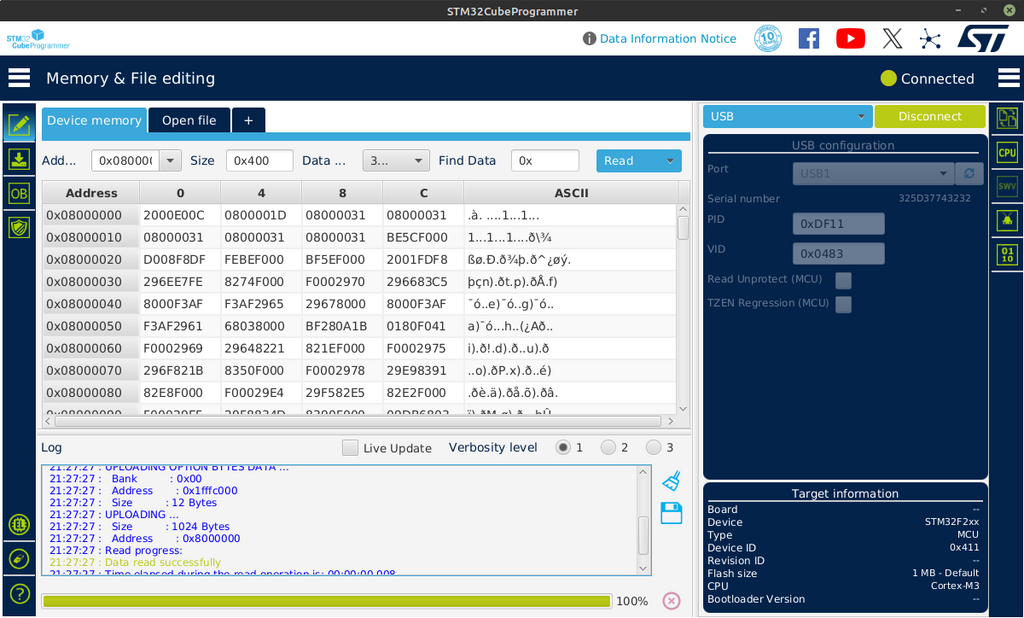 STM32CubeProgrammer
STM32
CubeProgrammer
Data Information Notice
10
Memory & File editing
Connected
Device memory
Open file
+
Add...
0x08000(
Size
0x400
Data ...
3...
Find Data
0x
Read
Address 0 4 8 C ASCII
0x08000000 2000E00C 0800001D 08000031 08000031 .à. ....1...1...
0x08000010 08000031 08000031 08000031 BE5CF000 1...1...1....ð\¾
0x08000020 D008F8DF FEBEF000 BF5EF000 2001FDF8 ßø.Ð.ð¾þ.ð^¿øý.
0x08000030 296EE7FE 8274F000 F0002970 296683C5 þçn).ðt.p).ðÅ.f)
0x08000040 8000F3AF F3AF2965 29678000 8000F3AF ¯ó..e)¯ó..g)¯ó..
0x08000050 F3AF2961 68038000 BF280A1B 0180F041 a)¯ó...h..(¿Að..
0x08000060 F0002969 29648221 821EF000 F0002975 i).ð!.d).ð..u).ð
0x08000070 296F821B 8350F000 F0002978 29E98391 ..o).ðP.x).ð..é)
0x08000080 82E8F000 F00029E4 29F582E5 82E2F000 .ðè.ä).ðå.õ).ðâ.
Log
Live Update
Verbosity level
1
2
3
21:27:27 : UPLOADING OPTION BYTES DATA ...
21:27:27 : Bank : 0x00
21:27:27 : Address : 0x1fffc000
21:27:27 : Size : 12 Bytes
21:27:27 : UPLOADING ...
21:27:27 : Size : 1024 Bytes
21:27:27 : Address : 0x8000000
21:27:27 : Read progress:
21:27:27 : Data read successfully
21:27:27 : Time elapsed during the read operation is: 00:00:00.008
100%
USB
Disconnect
USB configuration
Port
USB1
Serial number
325D37743232
PID
0xDF11
VID
0x0483
Read Unprotect (MCU)
TZEN Regression (MCU)
Target information
Board --
Device STM32F2xx
Type MCU
Device ID 0x411
Revision ID --
Flash size 1 MB - Default
CPU Cortex-M3
Bootloader Version --
OB
CPU
SWV
01
10
ST
?